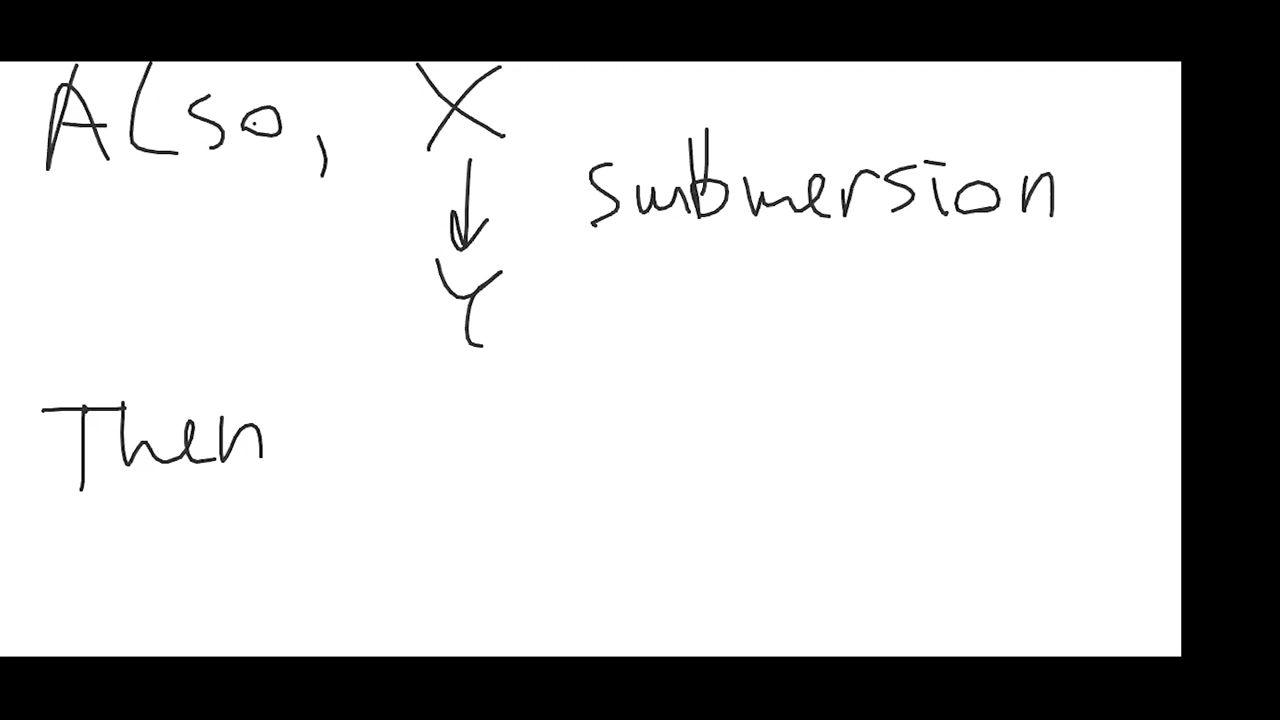 Also, X
↓ submersion
Y
Then